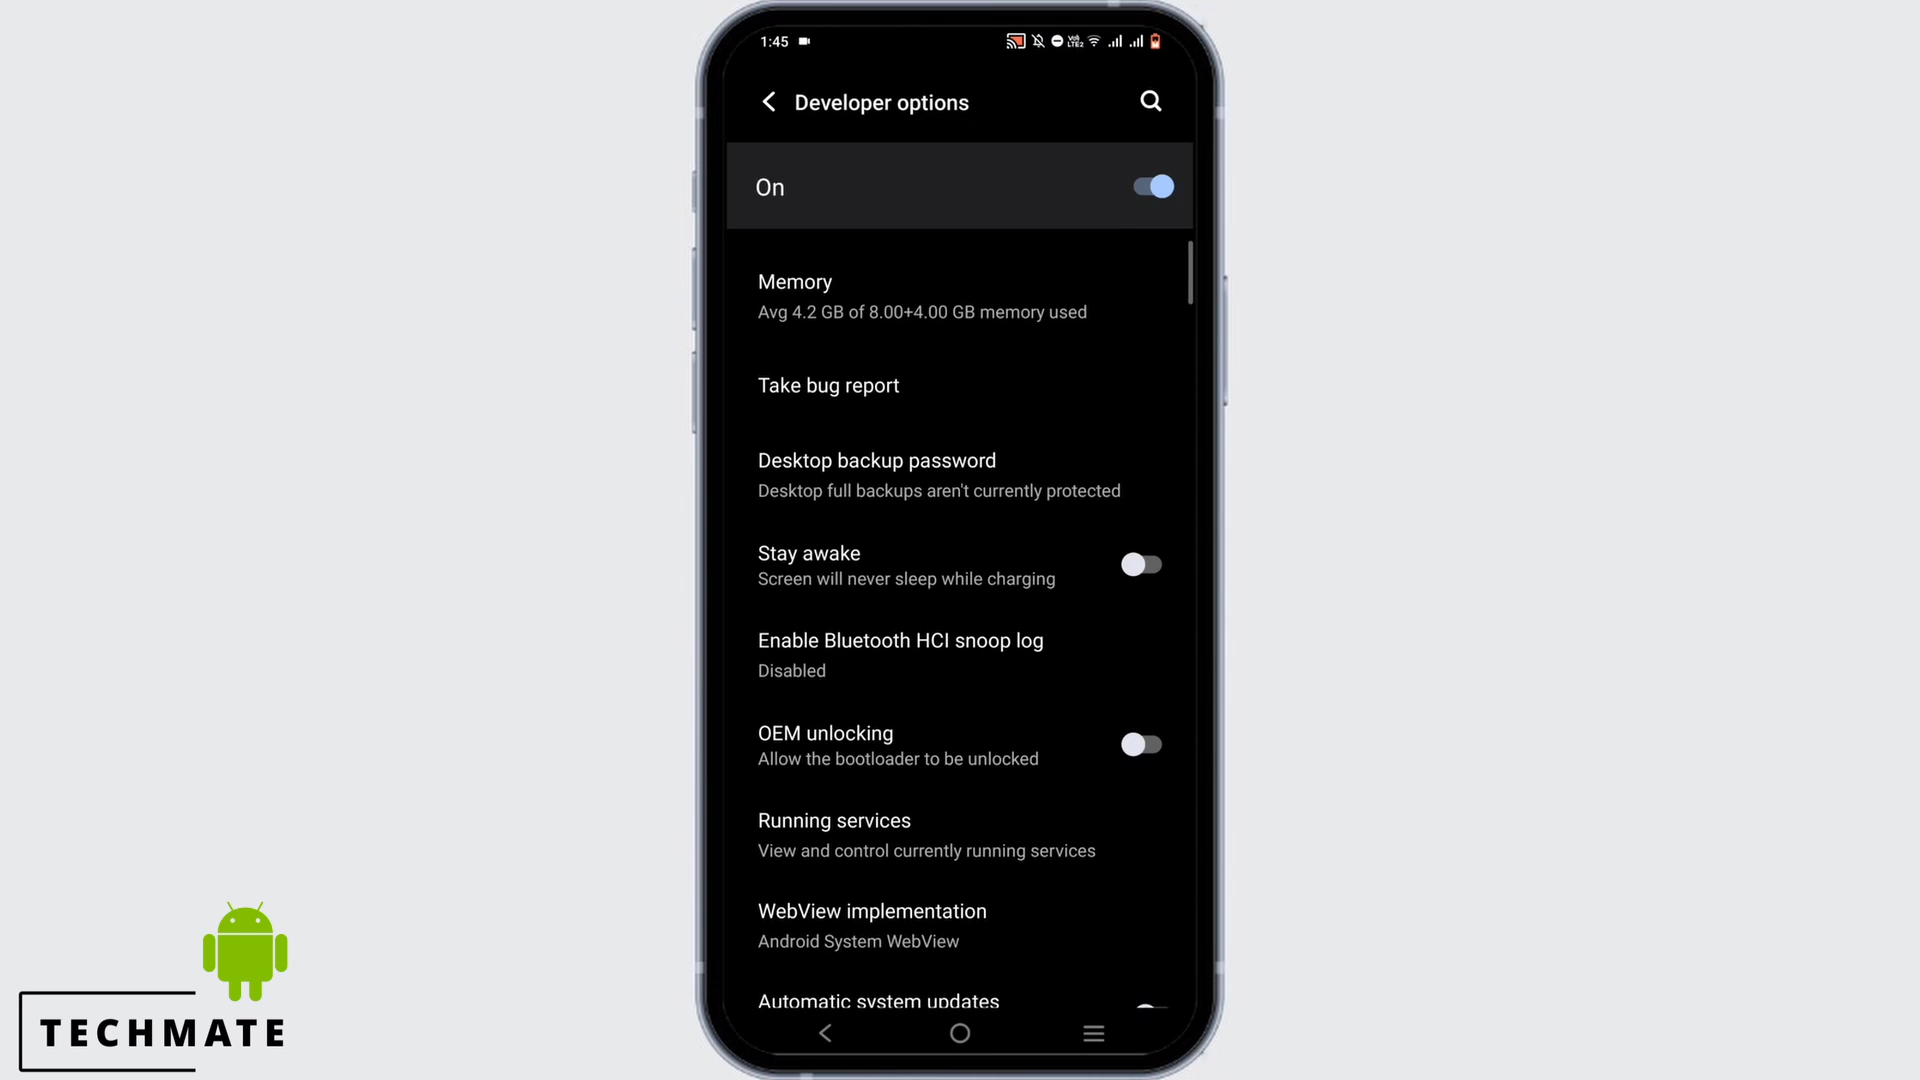 1:45
Vo) LTE2
Developer options
On
Memory
Avg 4.2 GB of 8.00+4.00 GB memory used
Take bug report
Desktop backup password
Desktop full backups aren't currently protected
Stay awake
Screen will never sleep while charging
Enable Bluetooth HCI snoop log
Disabled
OEM unlocking
Allow the bootloader to be unlocked
Running services
View and control currently running services
WebView implementation
Android System WebView
Automatic system updates
TECHMATE